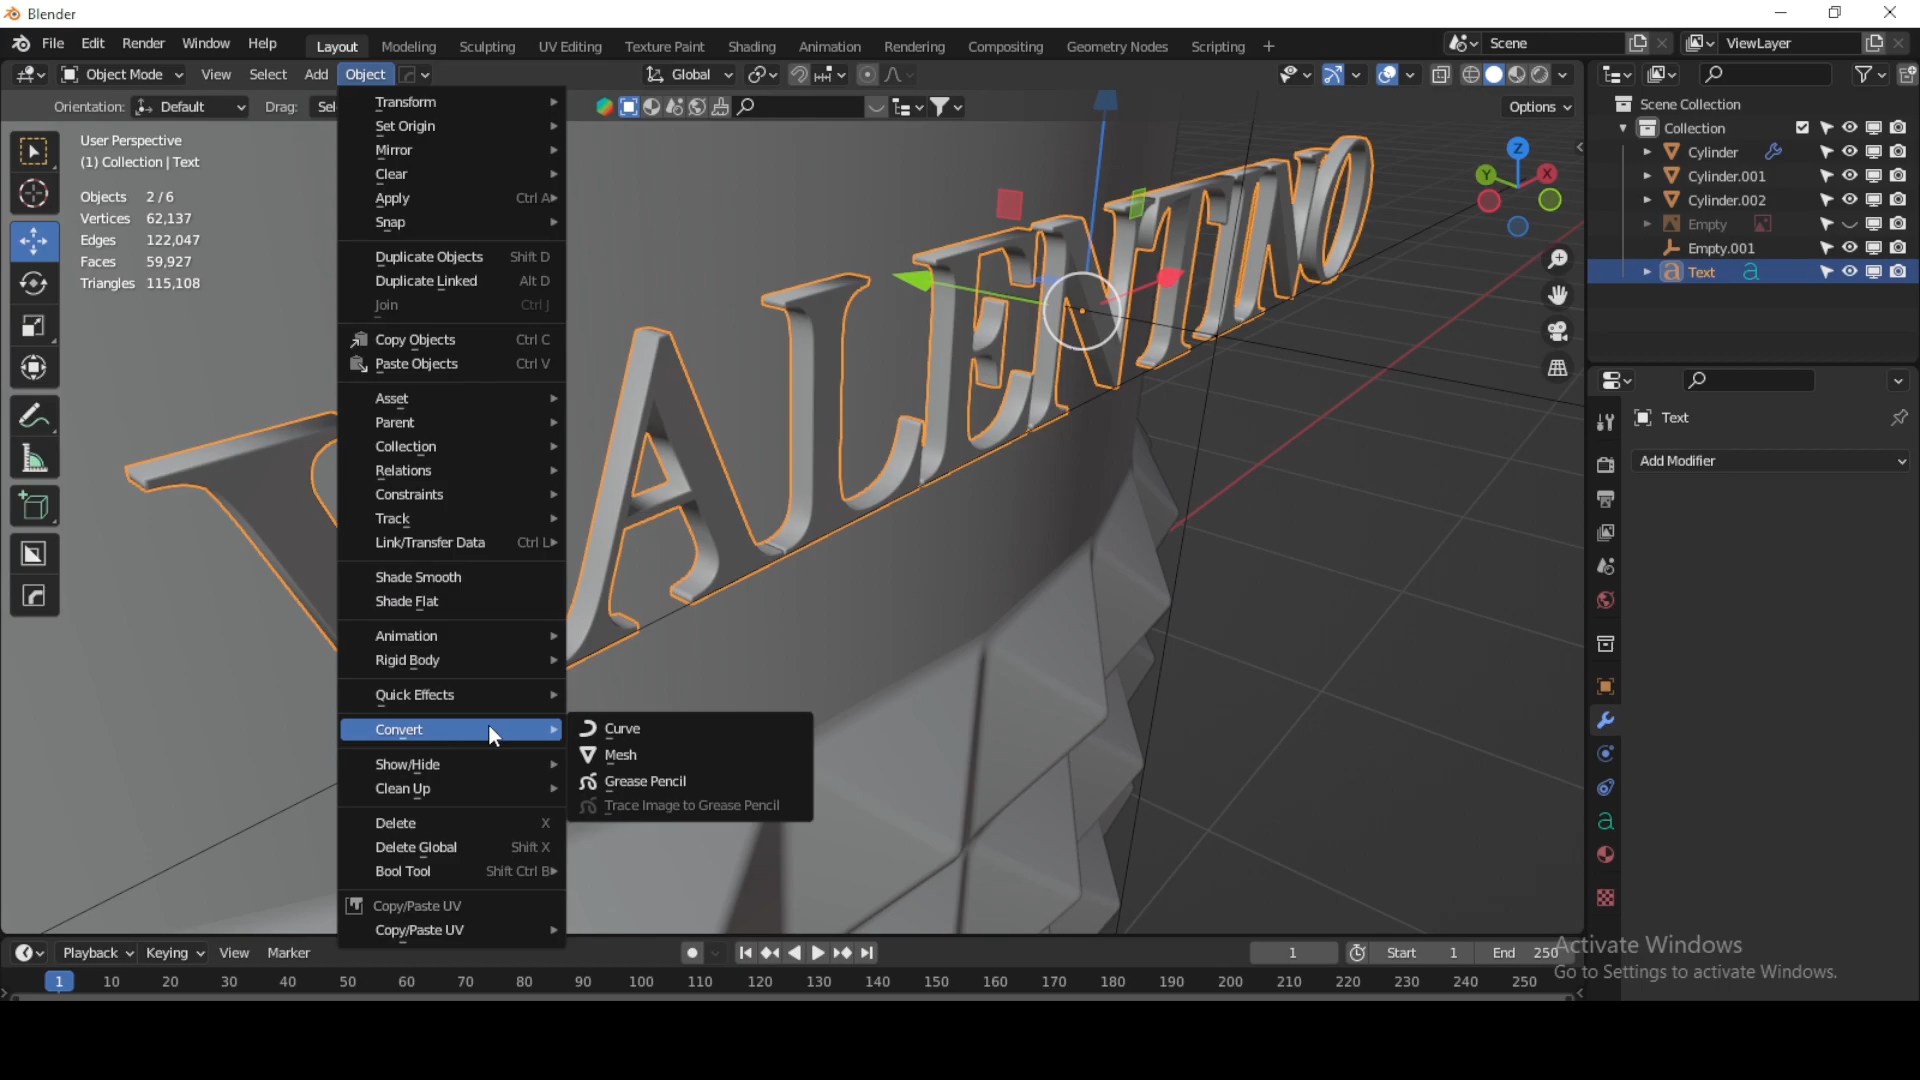 Blender
File Edit Render Window Help Layout Modeling Sculpting UV Editing Texture Paint Shading Animation Rendering Compositing Geometry Nodes Scripting + Scene ViewLayer
Object Mode View Select Add Object Global
Orientation: Default Drag: Sel Options
User Perspective
(1) Collection | Text
Objects 2/6
Vertices 62,137
Edges 122,047
Faces 59,927
Triangles 115,108
Transform
Set Origin
Mirror
Clear
Apply Ctrl A
Snap
Duplicate Objects Shift D
Duplicate Linked Alt D
Join Ctrl J
Copy Objects Ctrl C
Paste Objects Ctrl V
Asset
Parent
Collection
Relations
Constraints
Track
Link/Transfer Data Ctrl L
Shade Smooth
Shade Flat
Animation
Rigid Body
Quick Effects
Convert
Show/Hide
Clean Up
Delete X
Delete Global Shift X
Bool Tool Shift Ctrl B
Copy/Paste UV
Copy/Paste UV
Curve
Mesh
Grease Pencil
Trace Image to Grease Pencil
VALENTINO
Z
Y
X
Scene Collection
Collection
Cylinder
Cylinder.001
Cylinder.002
Empty
Empty.001
Text
Text
Add Modifier
Playback Keying View Marker 1 Start 1 End 250
1 10 20 30 40 50 60 70 80 90 100 110 120 130 140 150 160 170 180 190 200 210 220 230 240 250
Activate Windows
Go to Settings to activate Windows.